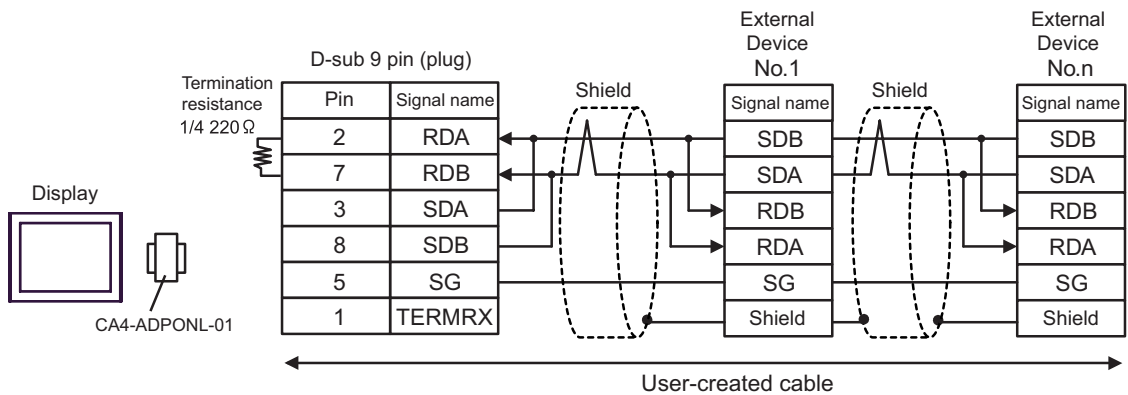 External
Device
No.1
External
Device
No.n
D-sub 9 pin (plug)
Termination
resistance
1/4 220 Ω
Shield
Shield
Pin Signal name
2 RDA
7 RDB
3 SDA
8 SDB
5 SG
1 TERMRX
Signal name
SDB
SDA
RDB
RDA
SG
Shield
Signal name
SDB
SDA
RDB
RDA
SG
Shield
Display
CA4-ADPONL-01
User-created cable